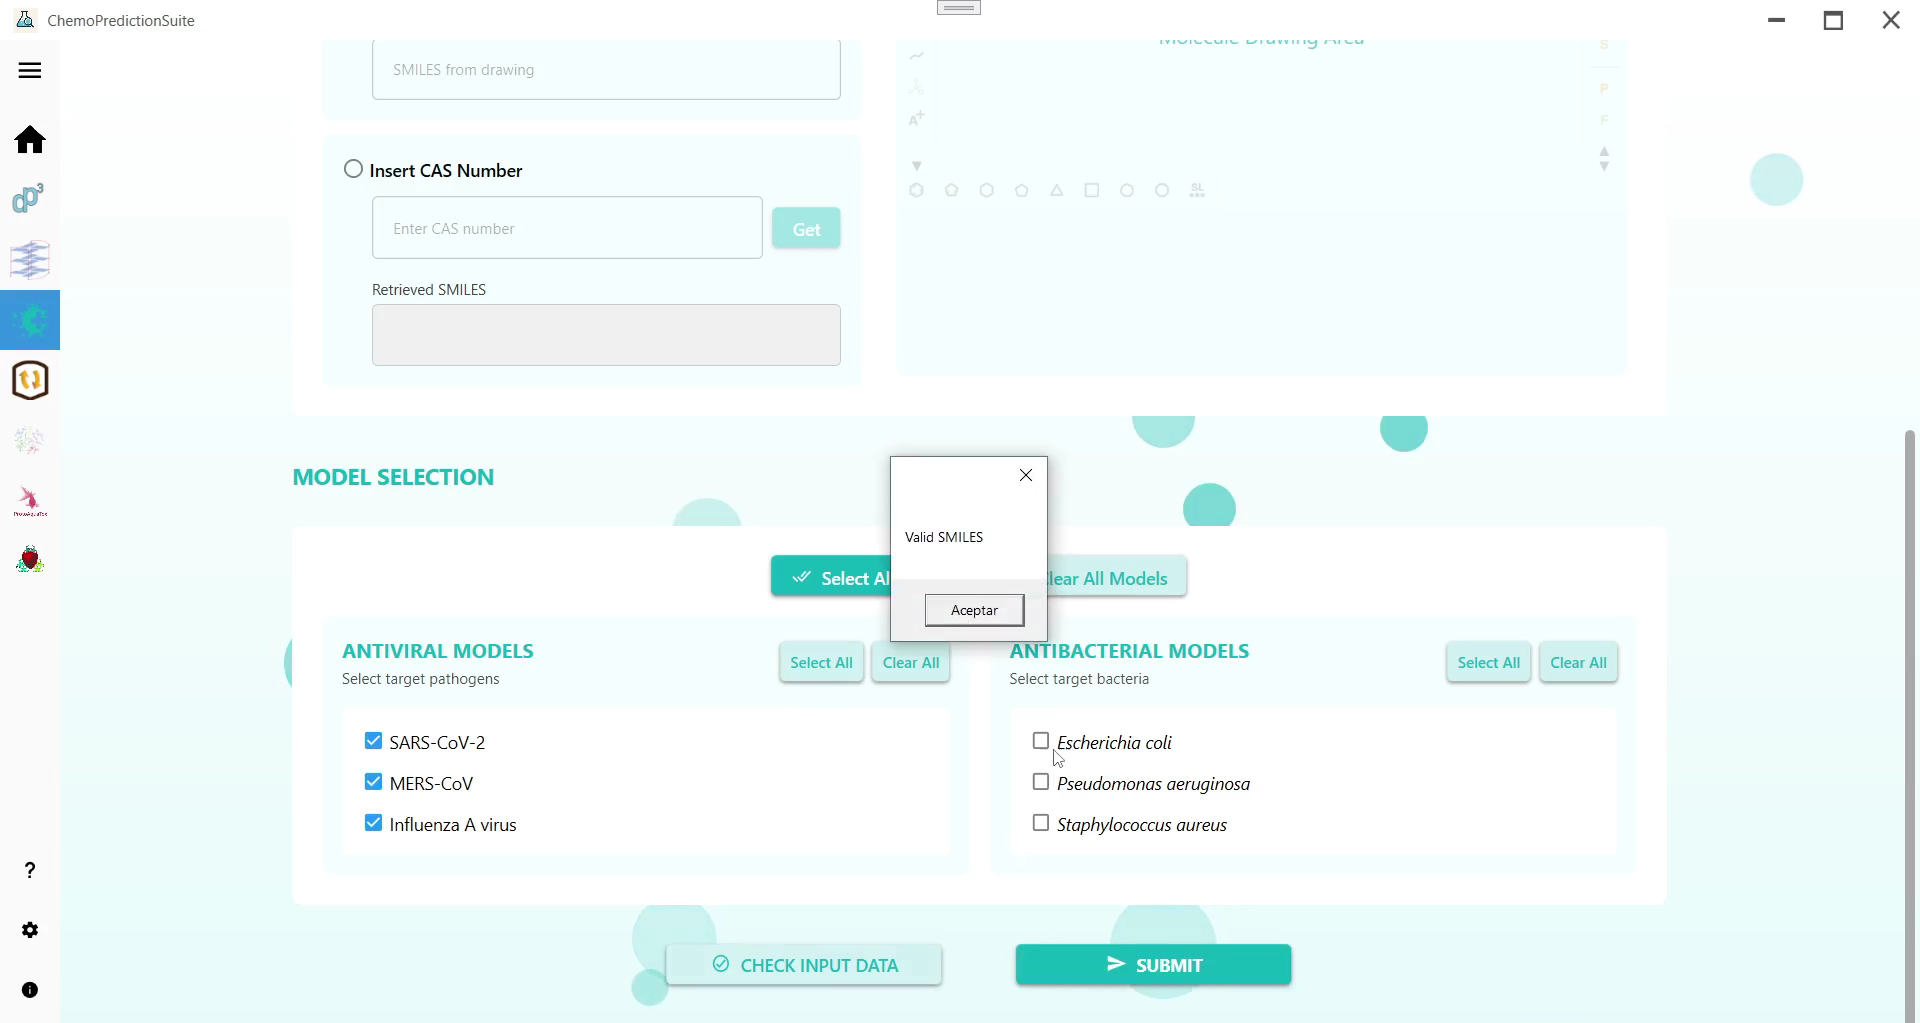 ChemoPredictionSuite
Molecule Drawing Area
SMILES from drawing
S
P
A+
F
Insert CAS Number
SL
Enter CAS number
Get
Retrieved SMILES
MODEL SELECTION
Valid SMILES
Select Al
lear All Models
Aceptar
ANTIVIRAL MODELS
Select All
Clear All
Select target pathogens
ANTIBACTERIAL MODELS
Select All
Clear All
Select target bacteria
SARS-CoV-2
MERS-CoV
Influenza A virus
Escherichia coli
Pseudomonas aeruginosa
Staphylococcus aureus
CHECK INPUT DATA
SUBMIT
dp3
ProtoAquaTox
?